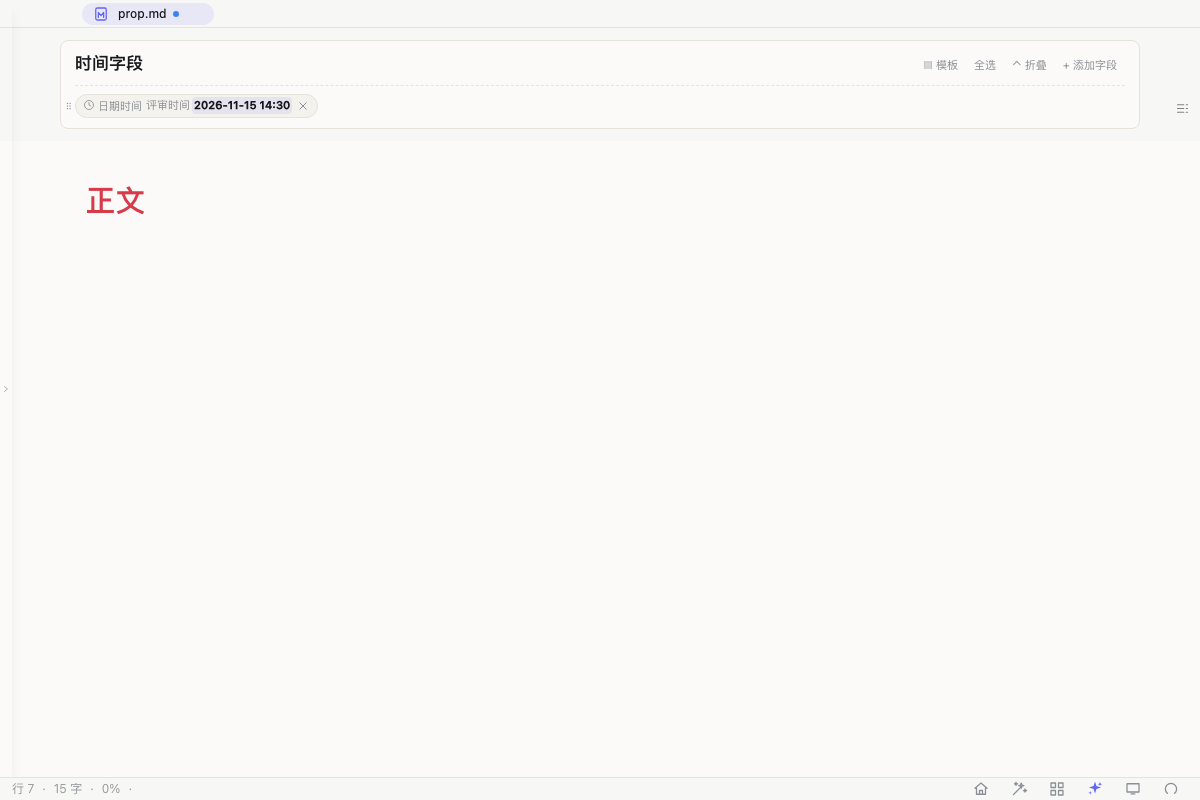 prop.md
时间字段
模板 全选 折叠 + 添加字段
日期时间 评审时间 2026-11-15 14:30
正文
行 7 · 15 字 · 0% ·